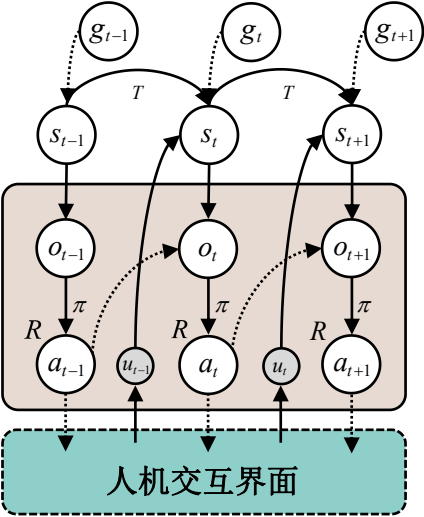 g_{t-1} g_t g_{t+1}
T T
s_{t-1} s_t s_{t+1}
o_{t-1} o_t o_{t+1}
π π π
R R R
a_{t-1} u_{t-1} a_t u_t a_{t+1}
人机交互界面